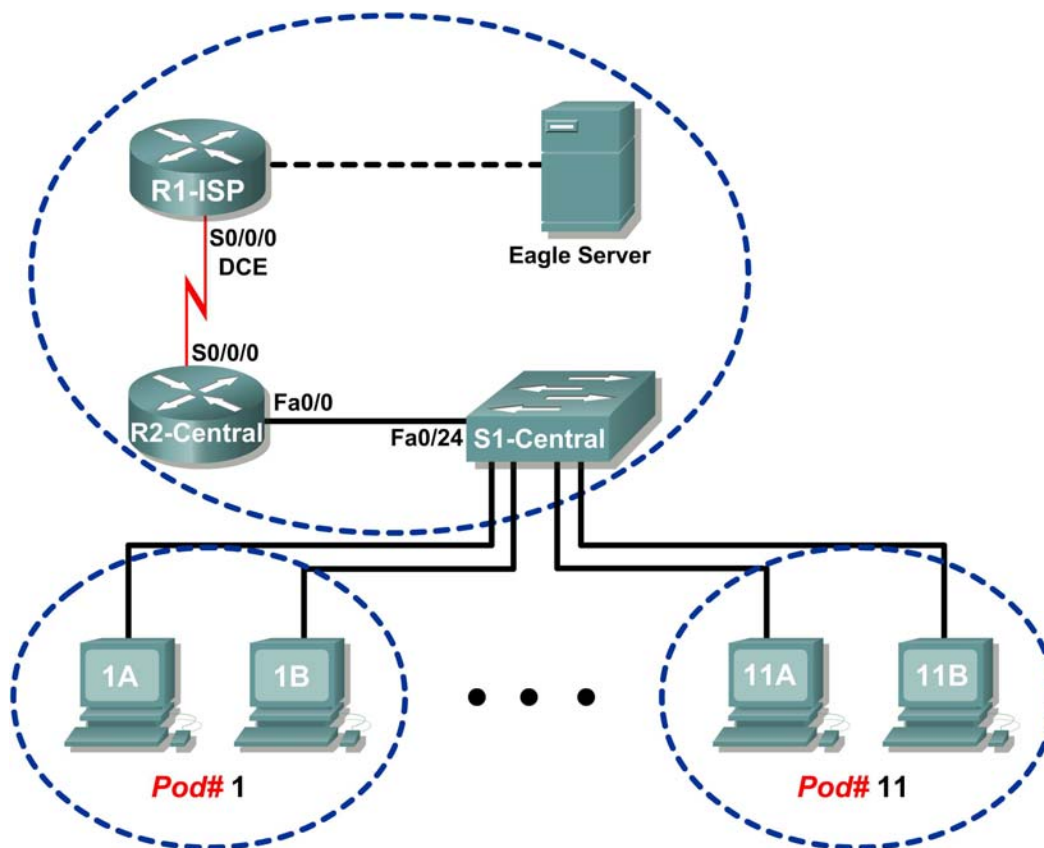 R1-ISP
S0/0/0
DCE
Eagle Server
S0/0/0
R2-Central
Fa0/0
Fa0/24
S1-Central
1A
1B
11A
11B
Pod# 1
Pod# 11